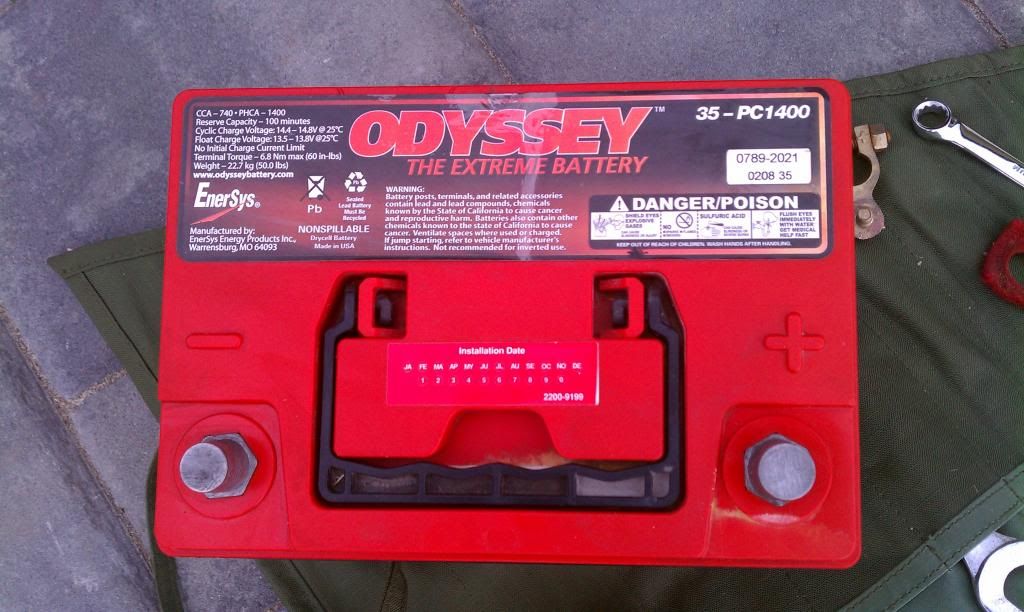 CCA – 740 • PHCA – 1400
Reserve Capacity – 100 minutes
Cyclic Charge Voltage: 14.4 – 14.8V @ 25°C
Float Charge Voltage: 13.5 – 13.8V @25°C
No Initial Charge Current Limit
Terminal Torque – 6.8 Nm max (60 in-lbs)
Weight – 22.7 kg (50.0 lbs)
www.odysseybattery.com
EnerSys®
Manufactured by:
EnerSys Energy Products Inc.,
Warrensburg, MO 64093
Pb
Pb
Sealed
Lead Battery
Must Be
Recycled
NONSPILLABLE
Drycell Battery
Made in USA
ODYSSEY™
THE EXTREME BATTERY
WARNING:
Battery posts, terminals, and related accessories
contain lead and lead compounds, chemicals
known by the State of California to cause cancer
and reproductive harm. Batteries also contain other
chemicals known to the state of California to cause
cancer. Ventilate spaces where used or charged.
If jump starting, refer to vehicle manufacturer's
instructions. Not recommended for inverted use.
35 – PC1400
0789-2021
0208 35
DANGER/POISON
SHIELD EYES
EXPLOSIVE
GASES
NO
SULFURIC ACID
FLUSH EYES
IMMEDIATELY
WITH WATER
GET MEDICAL
HELP FAST
KEEP OUT OF REACH OF CHILDREN. WASH HANDS AFTER HANDLING.
Installation Date
JA FE MA AP MY JU JL AU SE OC NO DE
1 2 3 4 5 6 7 8 9 0
2200-9199